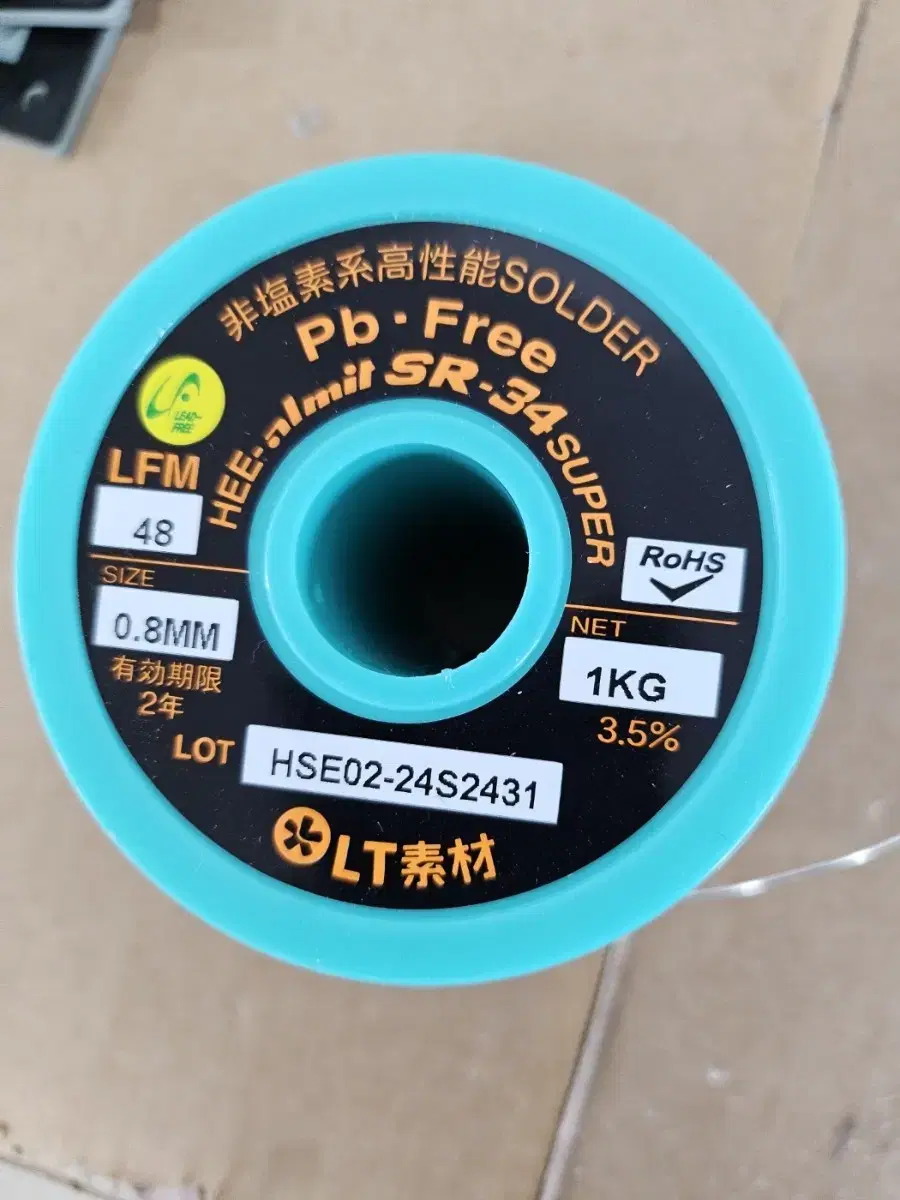 非塩素系高性能SOLDER
Pb·Free
HEE-almit SR-34 SUPER
LEAD-
FREE
LFM
48
RoHS
SIZE
0.8MM
NET
1KG
有効期限
2年
3.5%
LOT HSE02-24S2431
LT素材